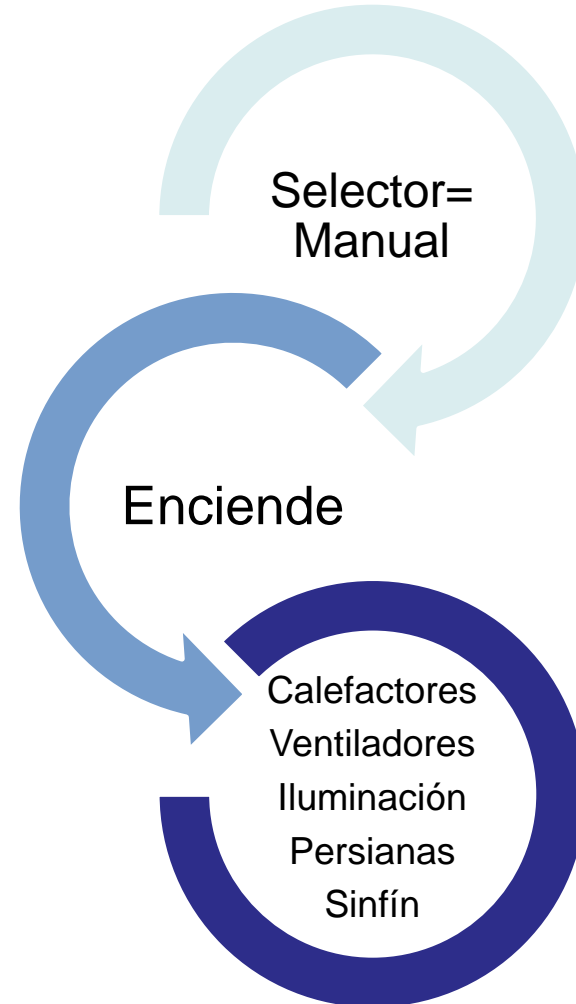 Selector=
Manual
Enciende
Calefactores
Ventiladores
Iluminación
Persianas
Sinfín